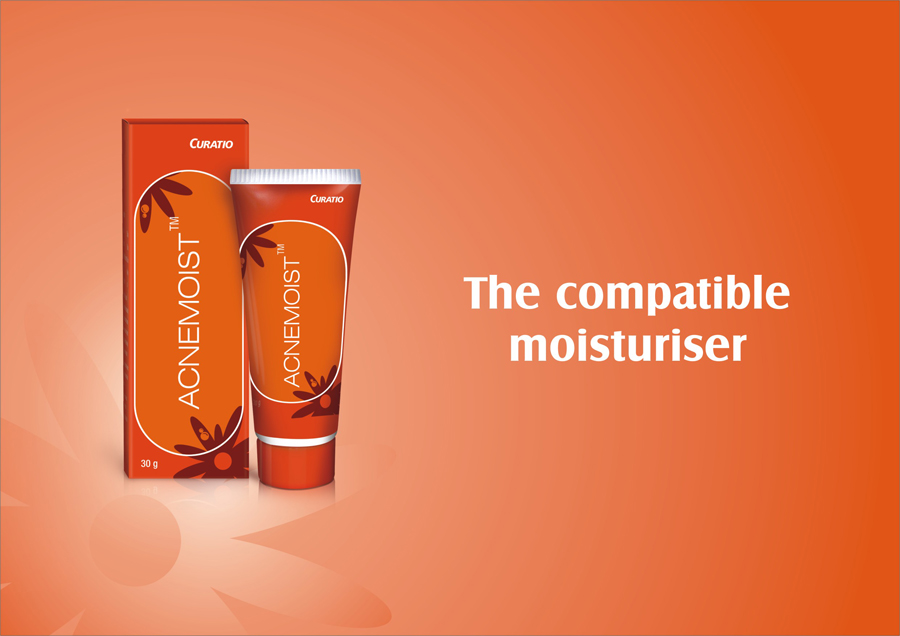 CURATIO
ACNEMOIST™
30 g
CURATIO
ACNEMOIST™
The compatible
moisturiser